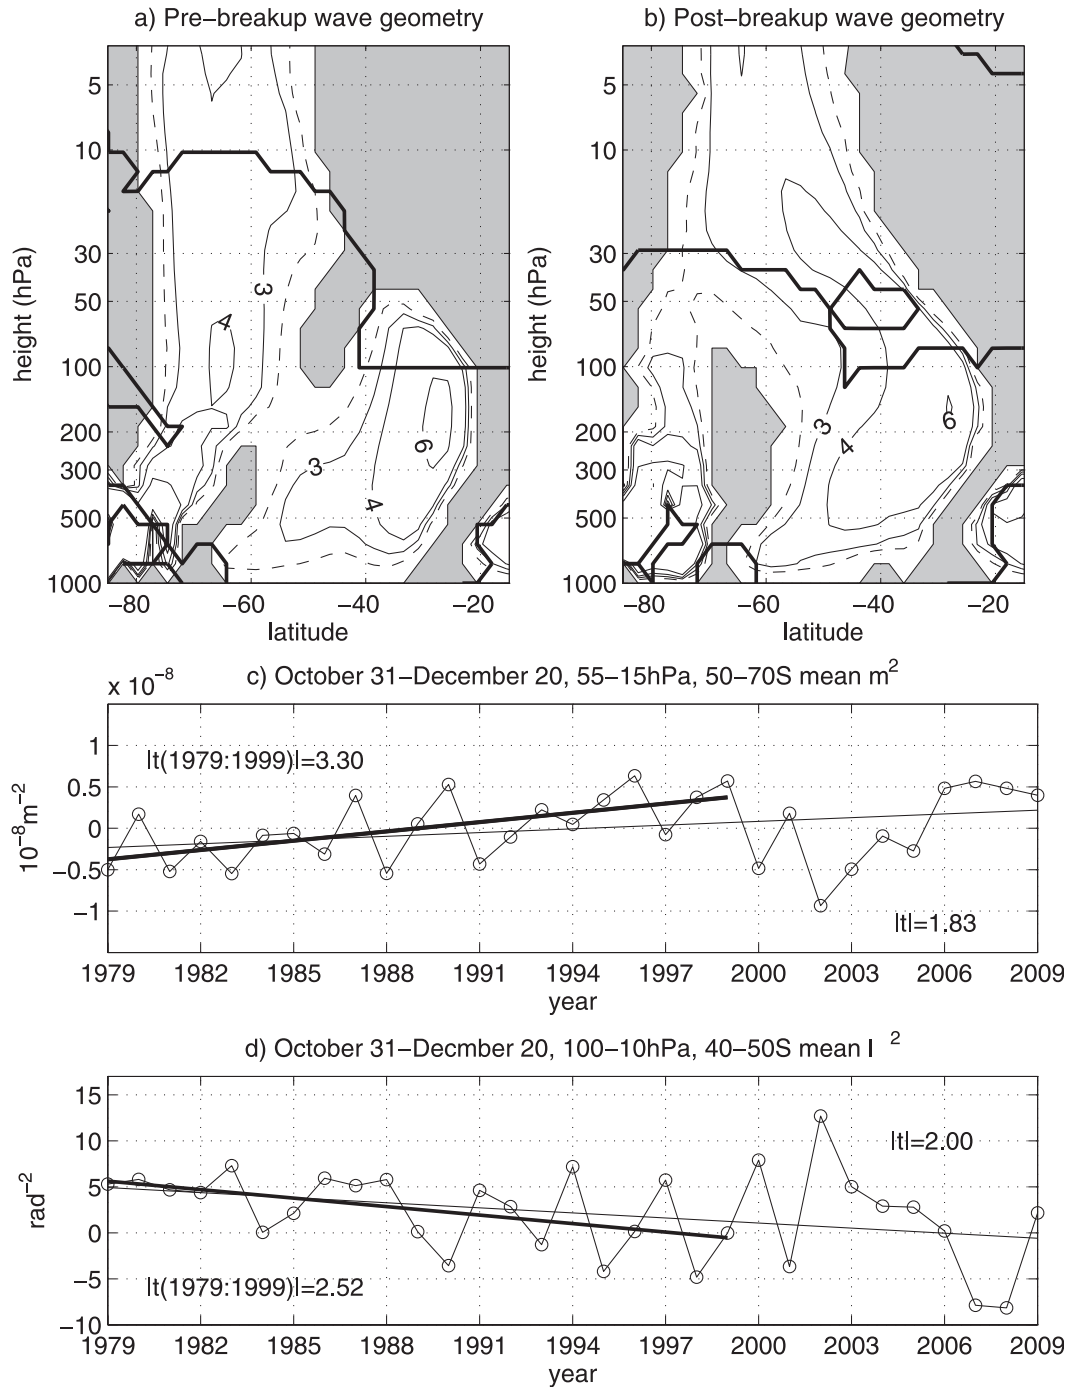 a) Pre−breakup wave geometry
b) Post−breakup wave geometry
height (hPa)
5
10
30
50
100
200
300
500
1000
3
4
3
4
6
−80
−60
−40
−20
latitude
height (hPa)
5
10
30
50
100
200
300
500
1000
3
4
6
−80
−60
−40
−20
latitude
c) October 31−December 20, 55−15hPa, 50−70S mean m²
x 10⁻⁸
10⁻⁸m⁻²
1
0.5
0
−0.5
−1
|t(1979:1999)|=3.30
|t|=1.83
1979 1982 1985 1988 1991 1994 1997 2000 2003 2006 2009
year
d) October 31−Decmber 20, 100−10hPa, 40−50S mean l ²
rad⁻²
15
10
5
0
−5
−10
|t|=2.00
|t(1979:1999)|=2.52
1979 1982 1985 1988 1991 1994 1997 2000 2003 2006 2009
year